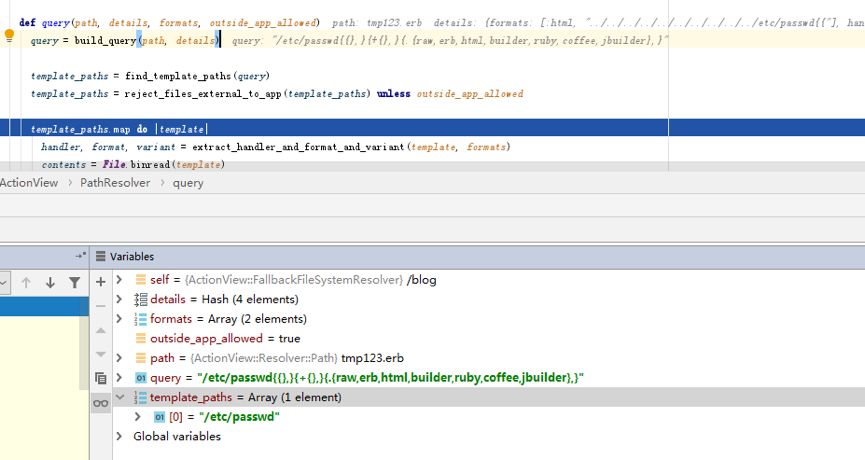 def query(path, details, formats, outside_app_allowed) path: tmp123.erb details: {formats: [:html, "../../../../../../../../../../etc/passwd{{"], han
query = build_query(path, details) query: "/etc/passwd{{},}{+{},}{.{raw,erb,html,builder,ruby,coffee,jbuilder},}"
template_paths = find_template_paths(query)
template_paths = reject_files_external_to_app(template_paths) unless outside_app_allowed
template_paths.map do |template|
handler, format, variant = extract_handler_and_format_and_variant(template, formats)
contents = File.binread(template)
ActionView > PathResolver > query
Variables
self = {ActionView::FallbackFileSystemResolver} /blog
details = Hash (4 elements)
formats = Array (2 elements)
outside_app_allowed = true
path = {ActionView::Resolver::Path} tmp123.erb
query = "/etc/passwd{{},}{+{},}{.{raw,erb,html,builder,ruby,coffee,jbuilder},}"
template_paths = Array (1 element)
[0] = "/etc/passwd"
Global variables